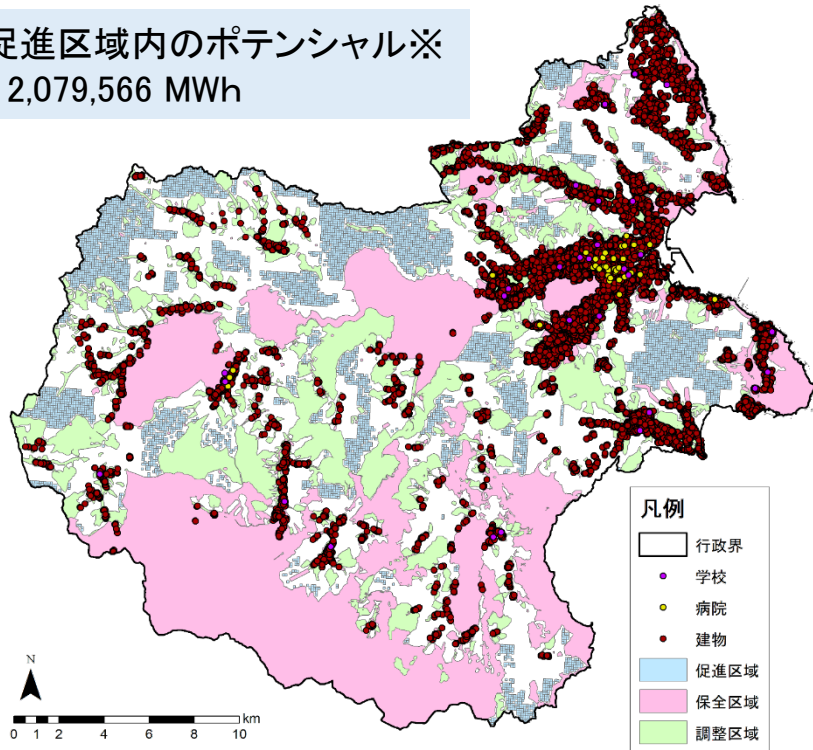 促進区域内のポテンシャル※
2,079,566 MWh
凡例
行政界
学校
病院
建物
促進区域
保全区域
調整区域
N
0 1 2 4 6 8 10 km